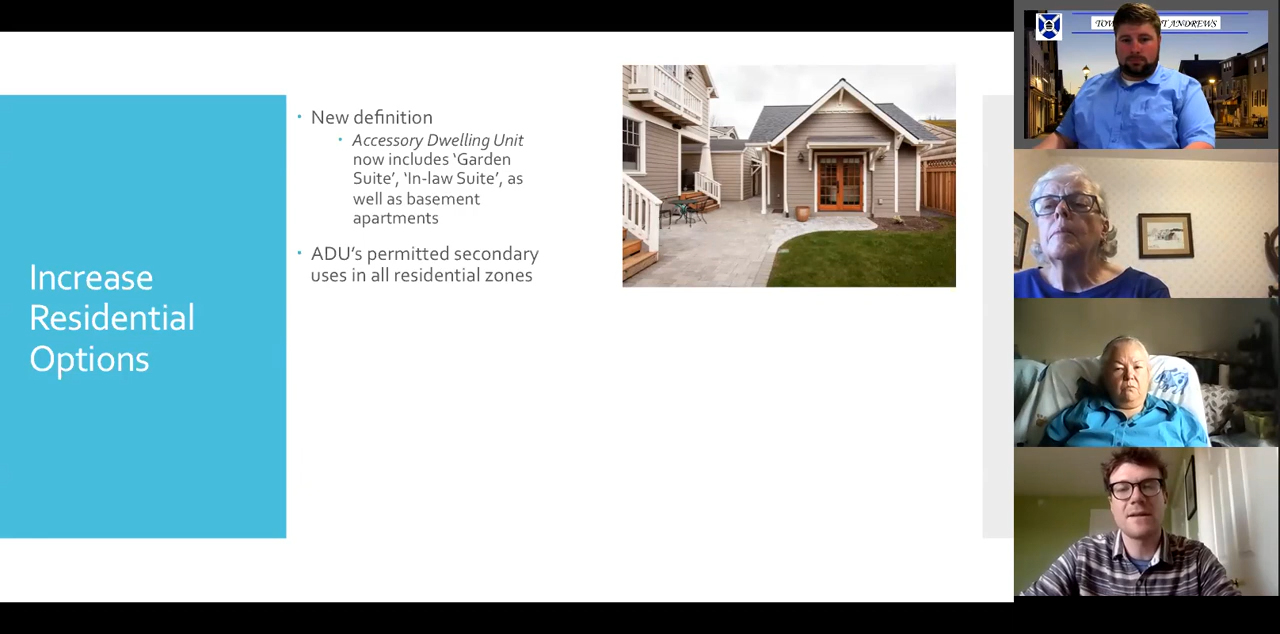 Increase
Residential
Options
New definition
Accessory Dwelling Unit
now includes ‘Garden
Suite’, ‘In-law Suite’, as
well as basement
apartments
ADU’s permitted secondary
uses in all residential zones
ANDREWS